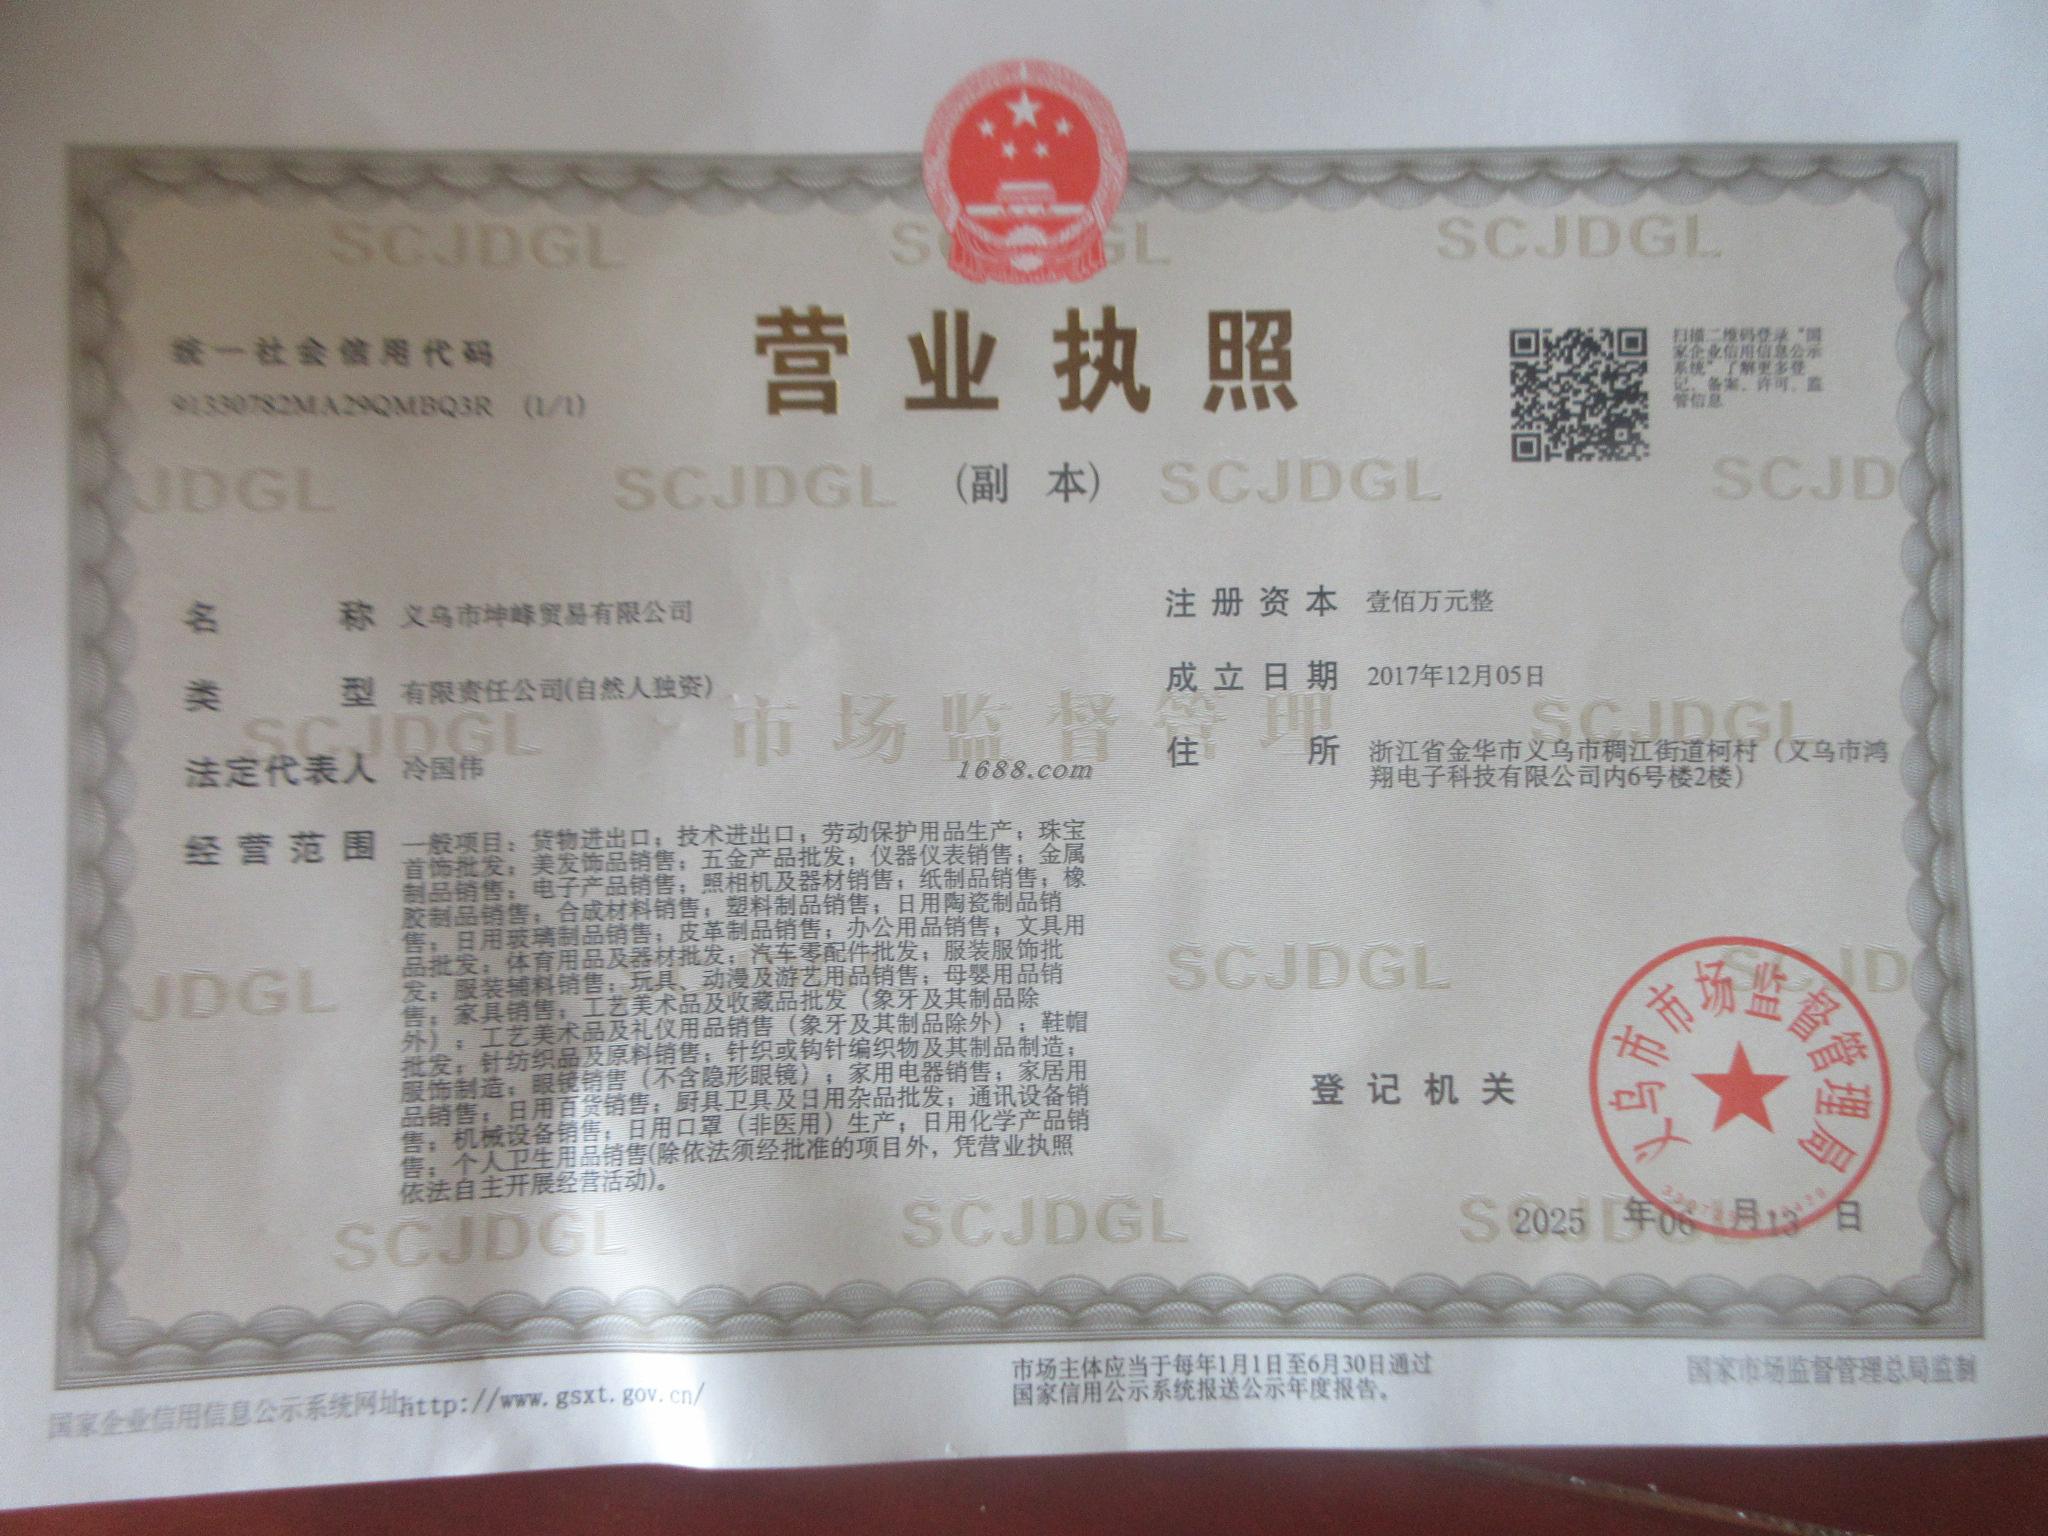 营业执照
(副 本)
统一社会信用代码
91330782MA29QMBQ3R (1/1)
扫描二维码登录“国
家企业信用信息公示
系统”了解更多登
记、备案、许可、监
管信息
名 称 义乌市坤峰贸易有限公司
类 型 有限责任公司(自然人独资)
法定代表人 冷国伟
经营范围 一般项目：货物进出口；技术进出口；劳动保护用品生产；珠宝
首饰批发；美发饰品销售；五金产品批发；仪器仪表销售；金属
制品销售；电子产品销售；照相机及器材销售；纸制品销售；橡
胶制品销售；合成材料销售；塑料制品销售；日用陶瓷制品销
售；日用玻璃制品销售；皮革制品销售；办公用品销售；文具用
品批发；体育用品及器材批发；汽车零配件批发；服装服饰批
发；服装辅料销售；玩具、动漫及游艺用品销售；母婴用品销
售；家具销售；工艺美术品及收藏品批发（象牙及其制品除
外）；工艺美术品及礼仪用品销售（象牙及其制品除外）；鞋帽
批发；针纺织品及原料销售；针织或钩针编织物及其制品制造；
服饰制造；眼镜销售（不含隐形眼镜）；家用电器销售；家居用
品销售；日用百货销售；厨具卫具及日用杂品批发；通讯设备销
售；机械设备销售；日用口罩（非医用）生产；日用化学产品销
售；个人卫生用品销售(除依法须经批准的项目外，凭营业执照
依法自主开展经营活动)。
注册资本 壹佰万元整
成立日期 2017年12月05日
住 所 浙江省金华市义乌市稠江街道柯村（义乌市鸿
翔电子科技有限公司内6号楼2楼）
市场监督管理
1688.com
SCJDGL
登记机关
义乌市市场监督管理局
2025 年06 月13 日
国家企业信用信息公示系统网址http://www.gsxt.gov.cn/
市场主体应当于每年1月1日至6月30日通过
国家信用公示系统报送公示年度报告。
国家市场监督管理总局监制